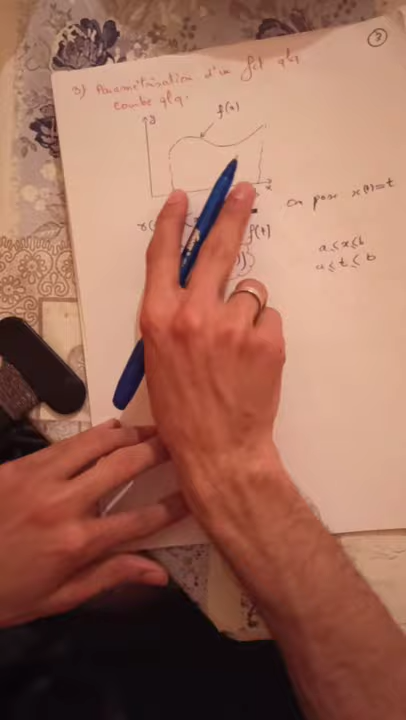 3) Paramétrisation d'un fct qlq
courbe qlq.
3
y
f(x)
x
on pose x(t)=t
f(t)
a ≤ x ≤ b
a ≤ t ≤ b